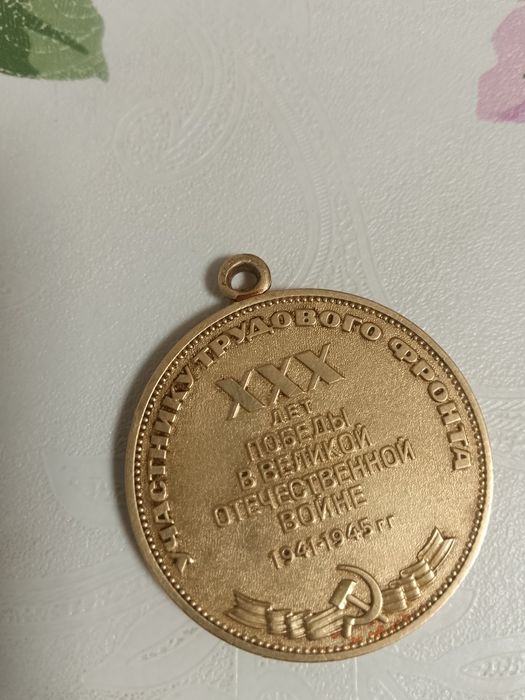 УЧАСТНИКУ ТРУДОВОГО ФРОНТА
XXX
ЛЕТ
ПОБЕДЫ
В ВЕЛИКОЙ
ОТЕЧЕСТВЕННОЙ
ВОЙНЕ
1941-1945 гг